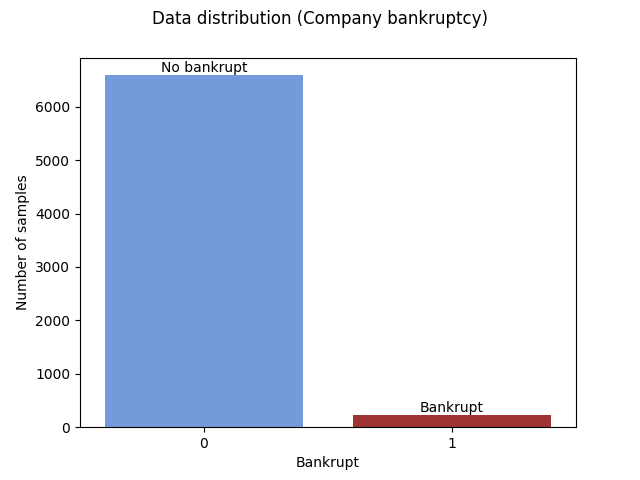 Data distribution (Company bankruptcy)
No bankrupt
6000
5000
4000
3000
2000
1000
0
Number of samples
Bankrupt
0
1
Bankrupt